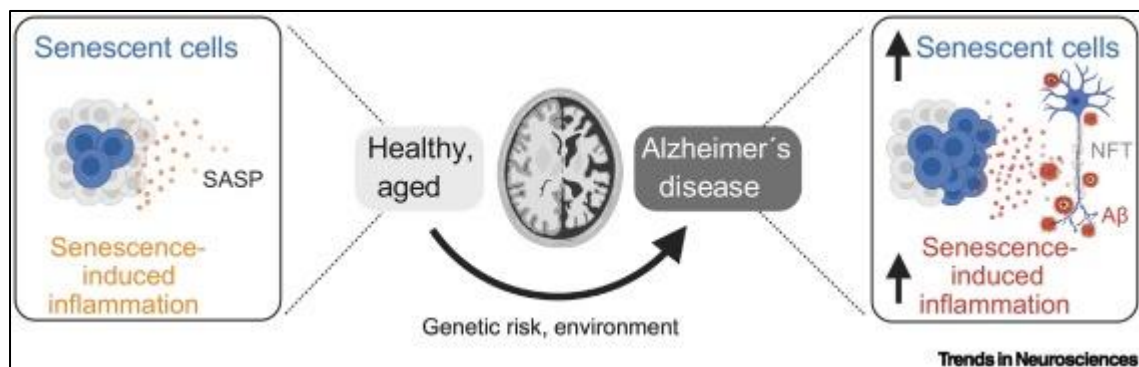 Senescent cells
SASP
Senescence-
induced
inflammation
Healthy,
aged
Alzheimer´s
disease
Genetic risk, environment
Senescent cells
NFT
Aβ
Senescence-
induced
inflammation
Trends in Neurosciences